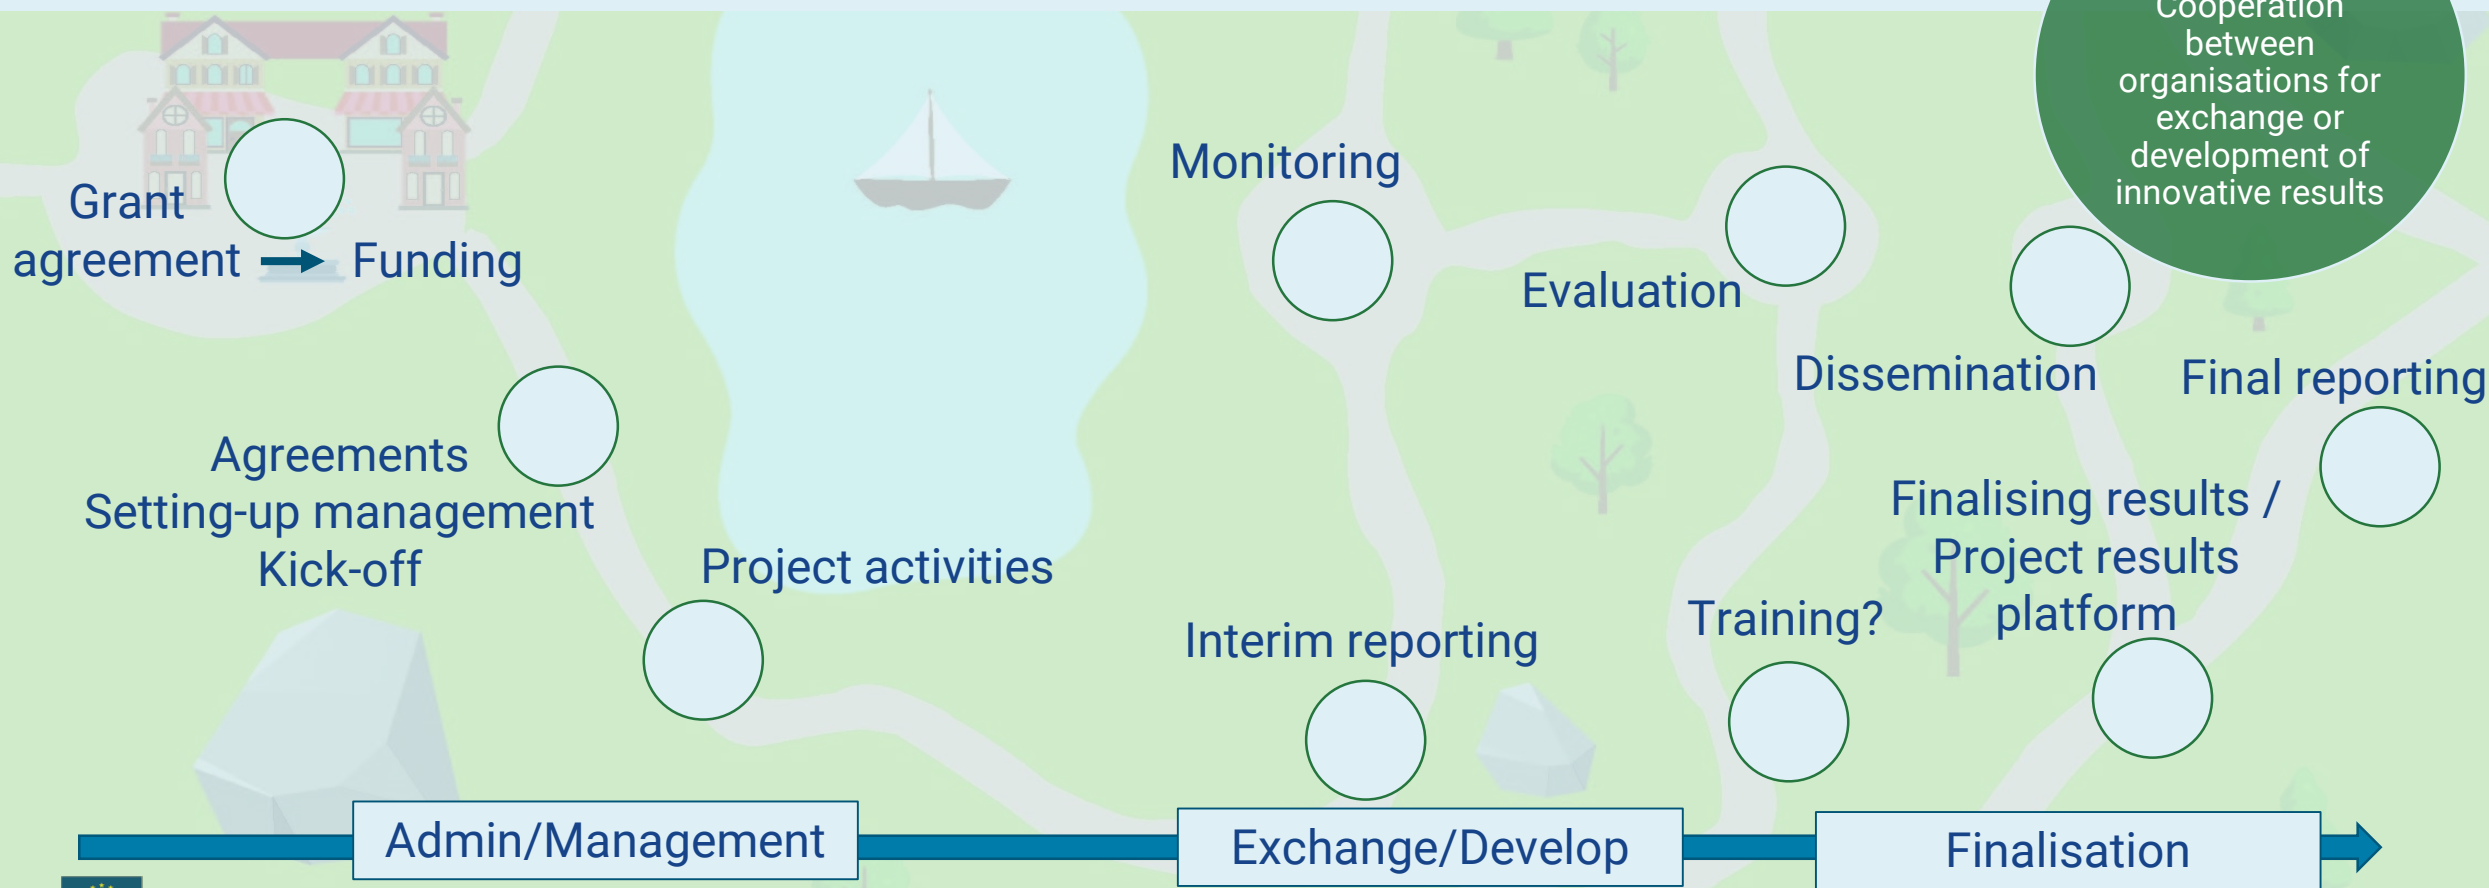 Cooperation
between
organisations for
exchange or
development of
innovative results
Grant
agreement
Funding
Agreements
Setting-up management
Kick-off
Project activities
Monitoring
Interim reporting
Evaluation
Training?
Dissemination
Finalising results /
Project results
platform
Final reporting
Admin/Management
Exchange/Develop
Finalisation